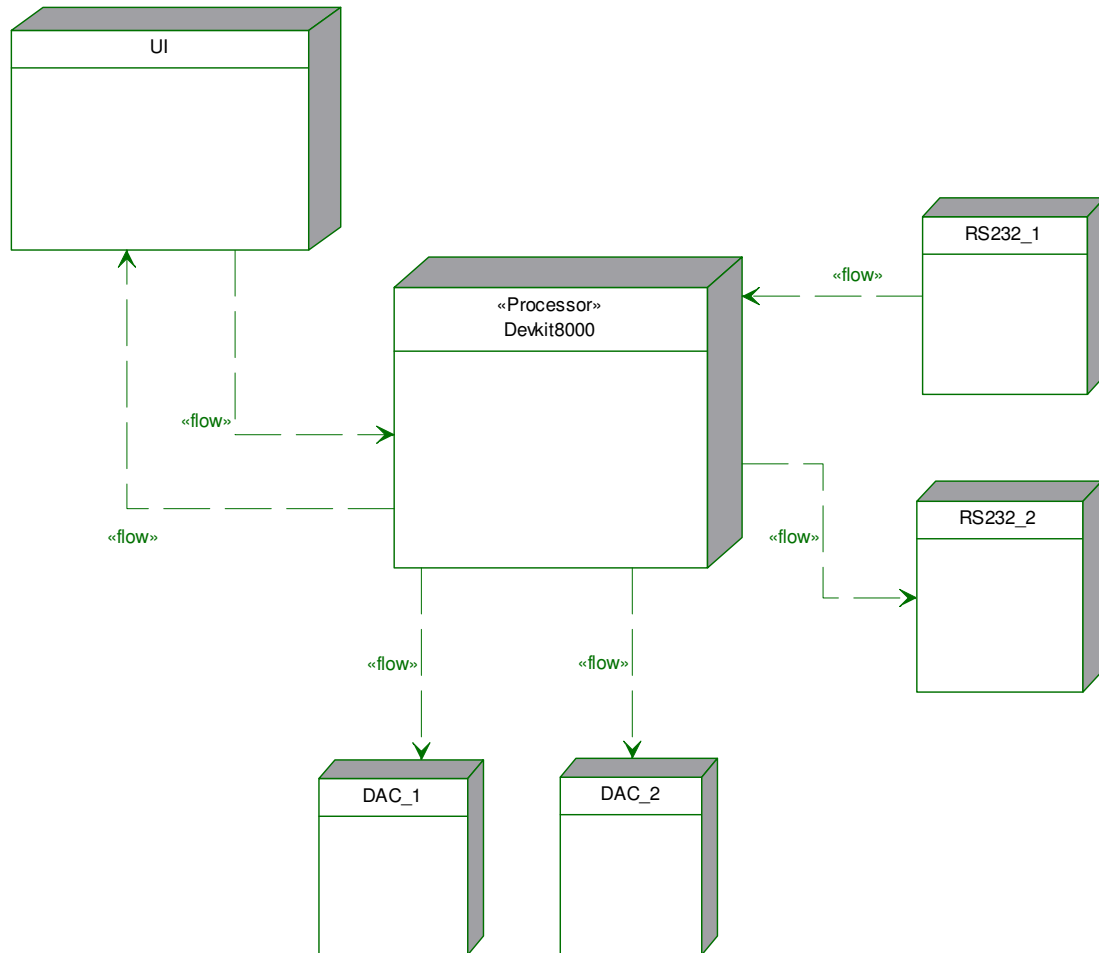 UI
RS232_1
«flow»
«Processor»
Devkit8000
«flow»
RS232_2
«flow»
«flow»
«flow»
«flow»
DAC_1
DAC_2